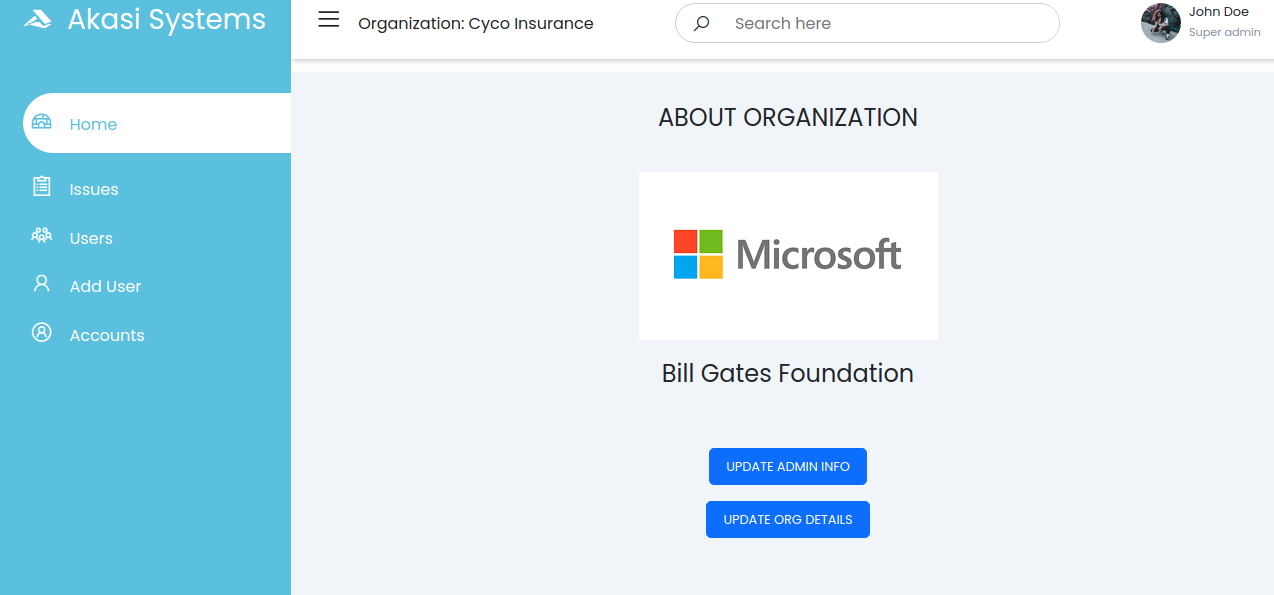 Akasi Systems
Organization: Cyco Insurance
Search here
John Doe
Super admin
Home
Issues
Users
Add User
Accounts
ABOUT ORGANIZATION
Microsoft
Bill Gates Foundation
UPDATE ADMIN INFO
UPDATE ORG DETAILS